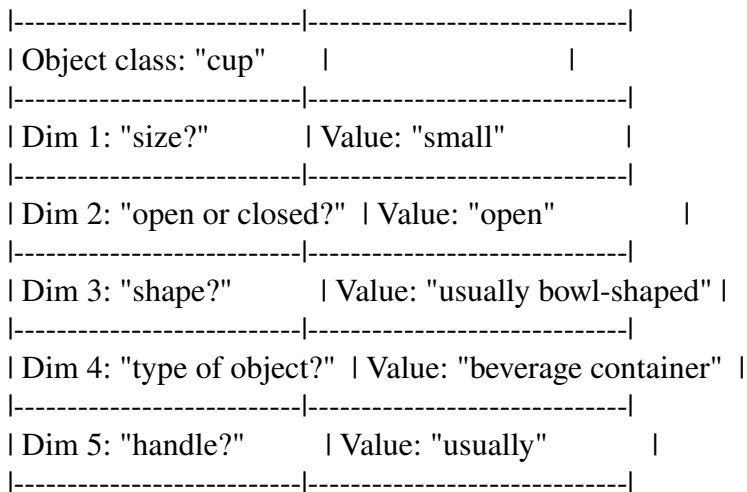 |---------------------------|------------------------------|
| Object class: "cup" | |
|---------------------------|------------------------------|
| Dim 1: "size?" | Value: "small" |
|---------------------------|------------------------------|
| Dim 2: "open or closed?" | Value: "open" |
|---------------------------|------------------------------|
| Dim 3: "shape?" | Value: "usually bowl-shaped" |
|---------------------------|------------------------------|
| Dim 4: "type of object?" | Value: "beverage container" |
|---------------------------|------------------------------|
| Dim 5: "handle?" | Value: "usually" |
|---------------------------|------------------------------|